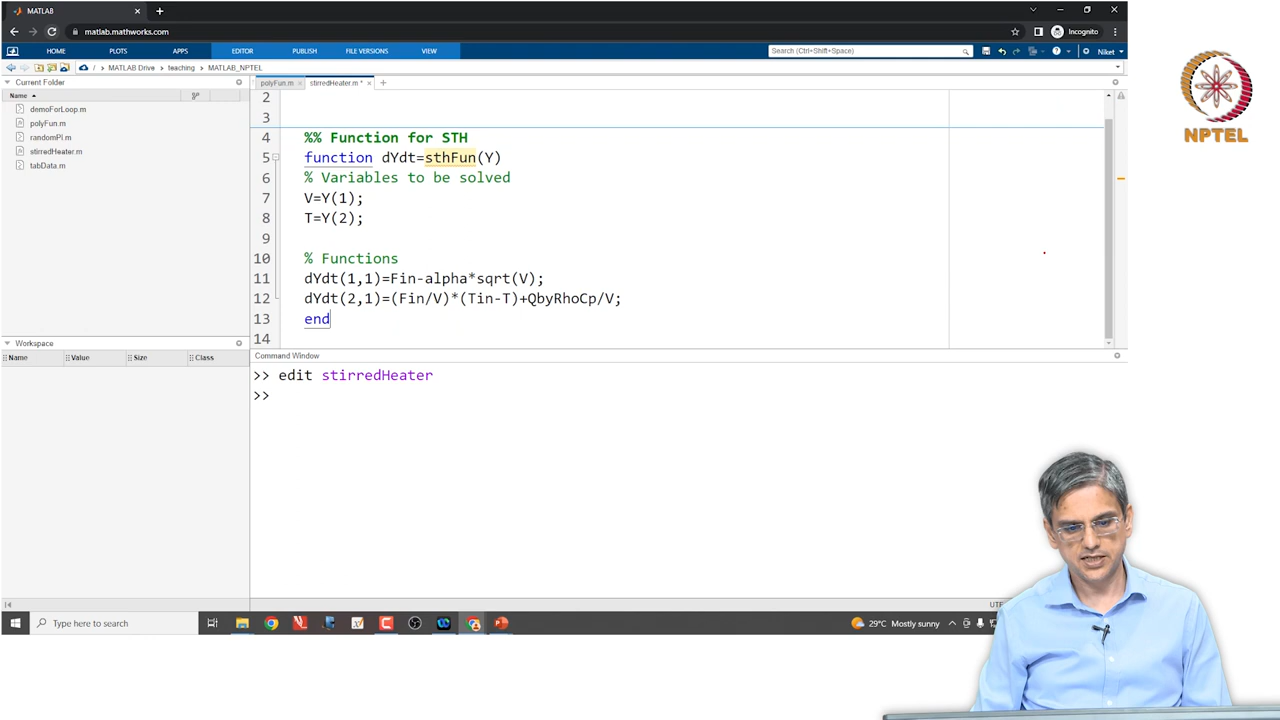 MATLAB
matlab.mathworks.com
Incognito
HOME PLOTS APPS EDITOR PUBLISH FILE VERSIONS VIEW
Search (Ctrl+Shift+Space)
Niket
/ MATLAB Drive teaching MATLAB_NPTEL
Current Folder
Name
demoForLoop.m
polyFun.m
randomPI.m
stirredHeater.m
tabData.m
polyFun.m × stirredHeater.m * ×
2
3
4 %% Function for STH
5 function dYdt=sthFun(Y)
6 % Variables to be solved
7 V=Y(1);
8 T=Y(2);
9
10 % Functions
11 dYdt(1,1)=Fin-alpha*sqrt(V);
12 dYdt(2,1)=(Fin/V)*(Tin-T)+QbyRhoCp/V;
13 end
14
Workspace
Name Value Size Class
Command Window
>> edit stirredHeater
>>
UTF
Type here to search
29°C Mostly sunny
NPTEL